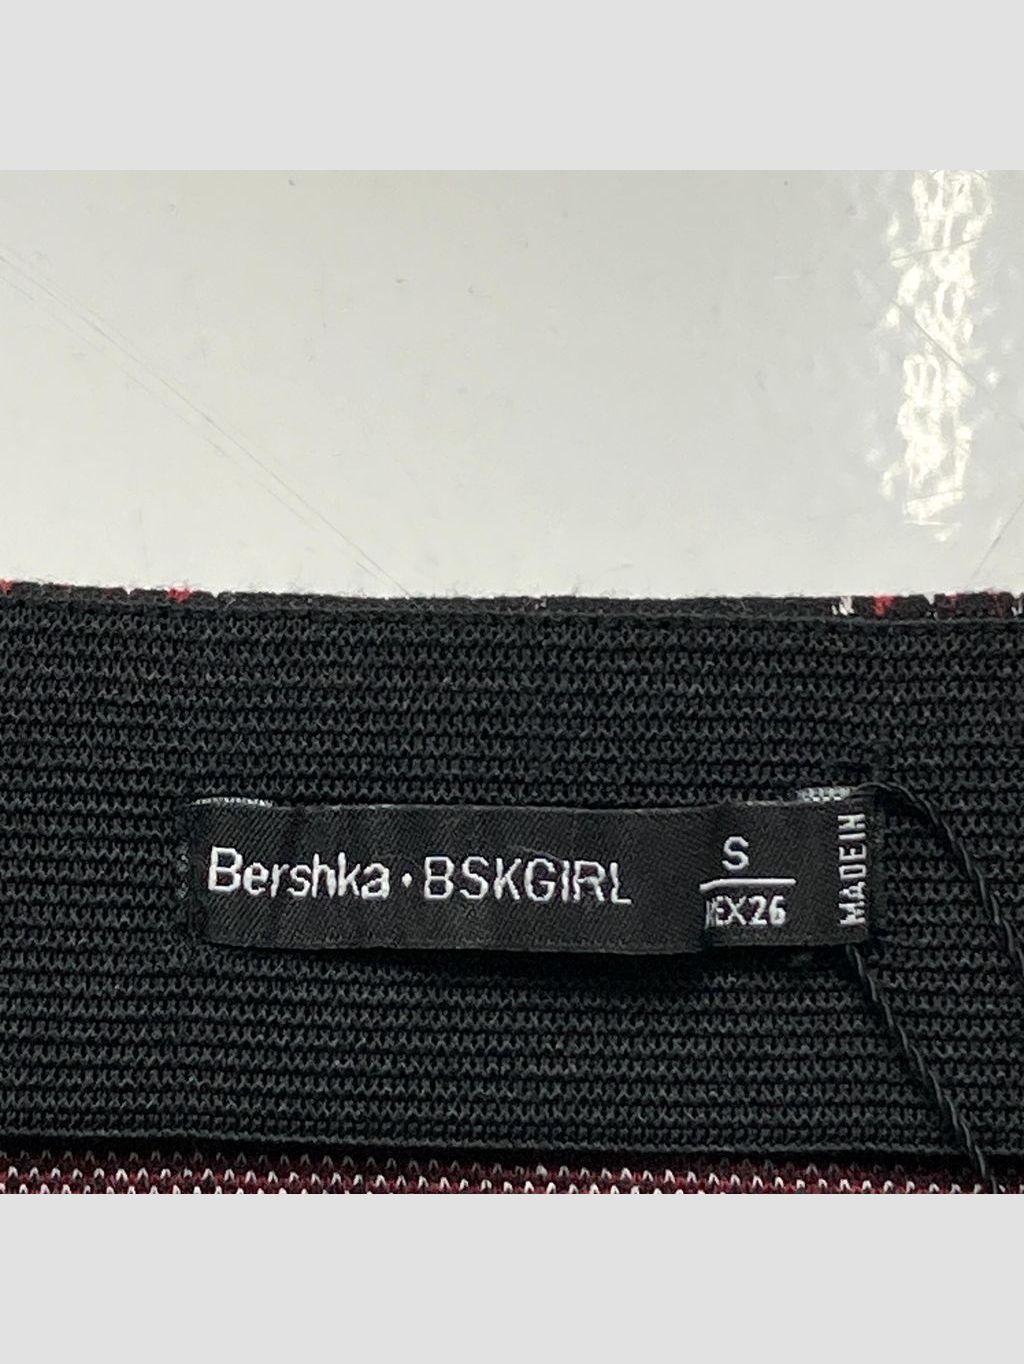 Bershka • BSKGIRL
S
MEX26
MADE IN